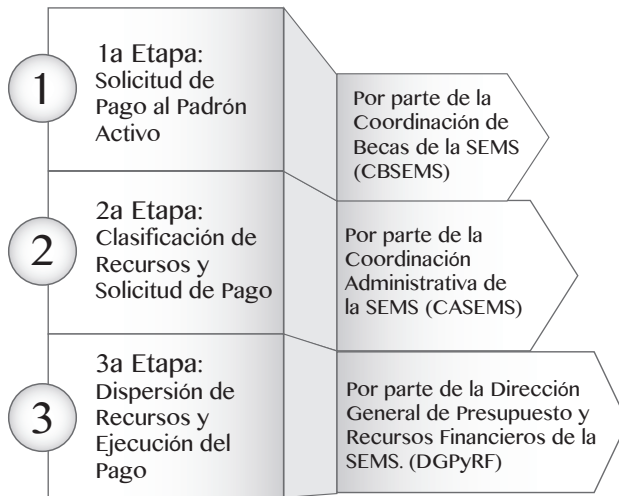 1
1a Etapa:
Solicitud de
Pago al Padrón
Activo
Por parte de la
Coordinación de
Becas de la SEMS
(CBSEMS)
2
2a Etapa:
Clasificación de
Recursos y
Solicitud de Pago
Por parte de la
Coordinación
Administrativa de
la SEMS (CASEMS)
3
3a Etapa:
Dispersión de
Recursos y
Ejecución del
Pago
Por parte de la Dirección
General de Presupuesto y
Recursos Financieros de la
SEMS. (DGPyRF)